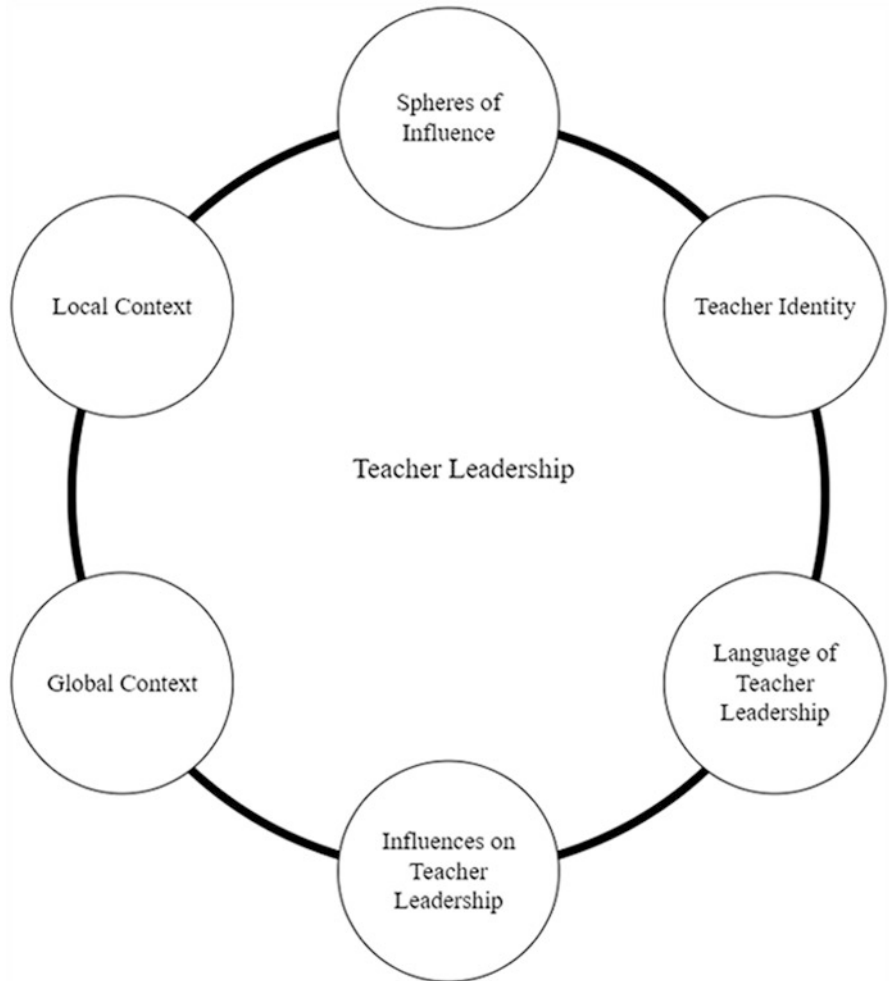 Spheres of
Influence
Local Context
Teacher Identity
Teacher Leadership
Global Context
Language of
Teacher
Leadership
Influences on
Teacher
Leadership